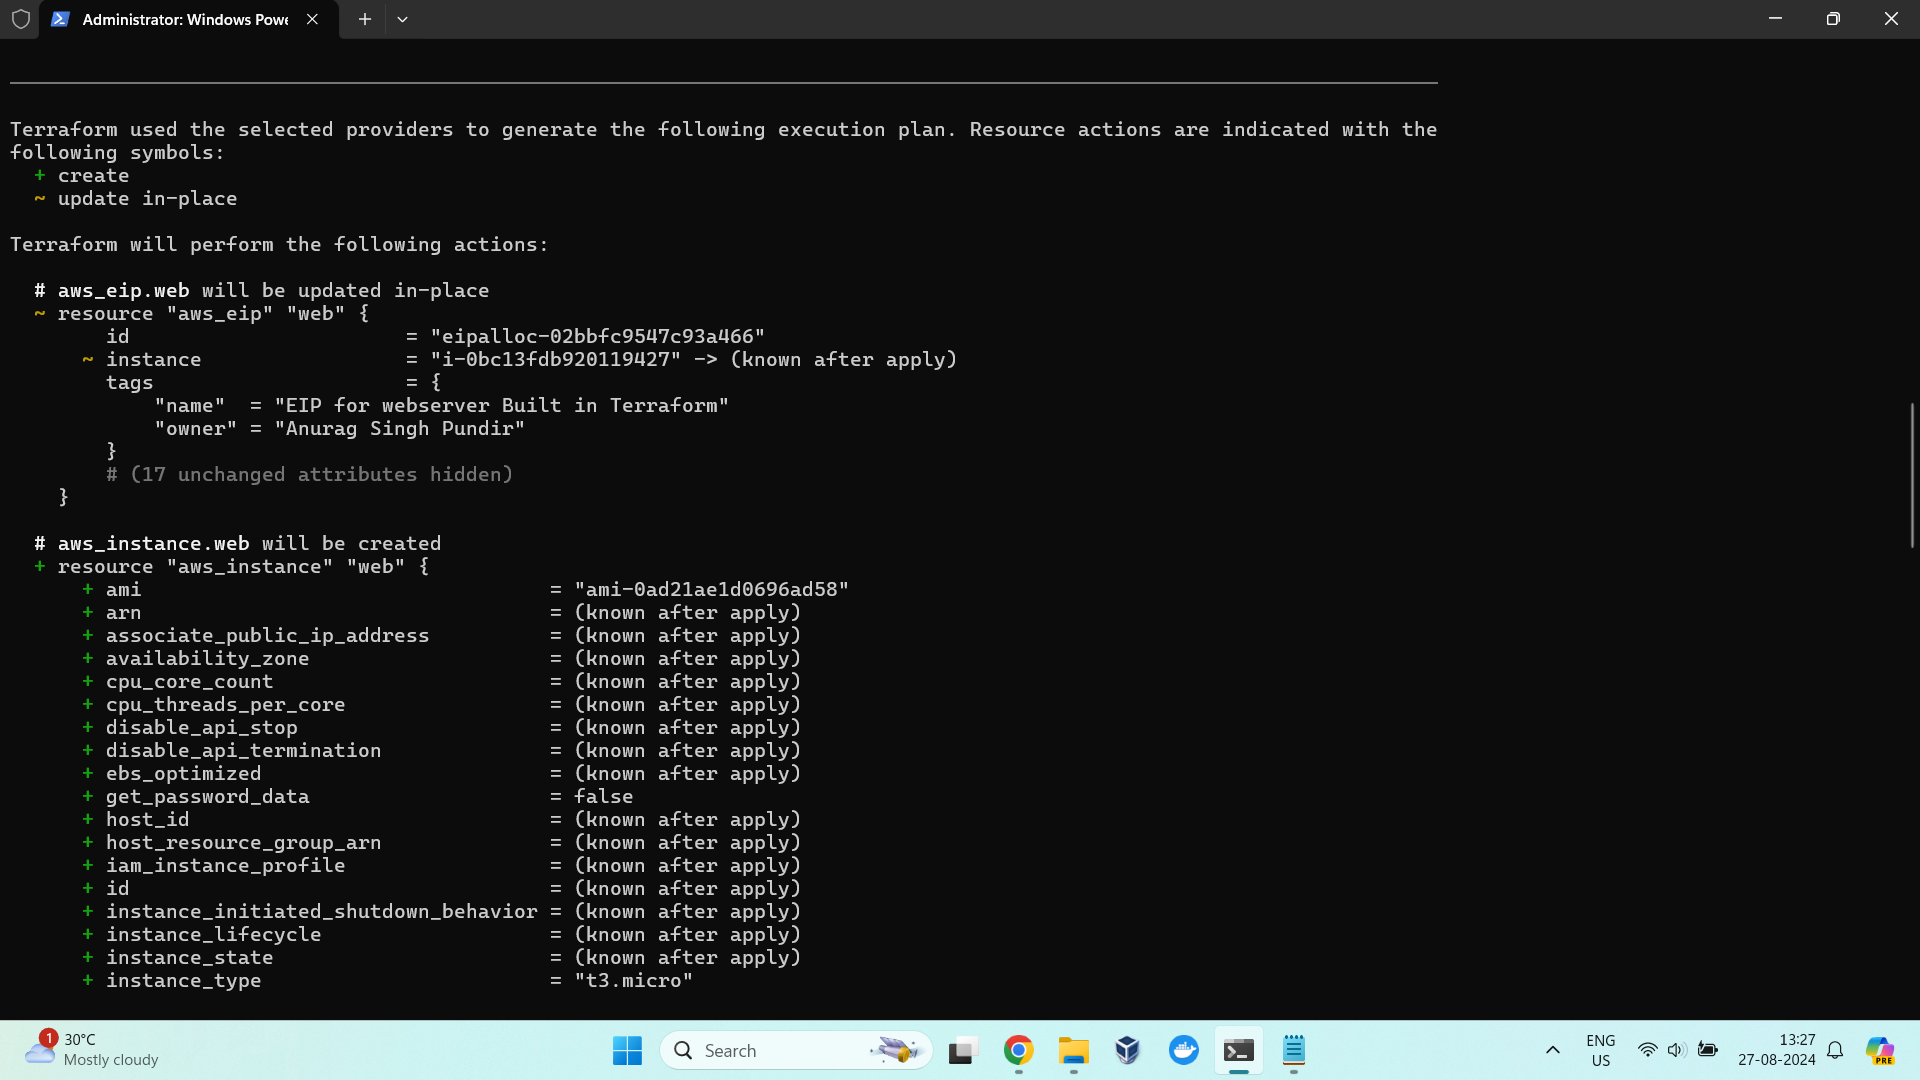 Administrator: Windows Powe
Terraform used the selected providers to generate the following execution plan. Resource actions are indicated with the
following symbols:
  + create
  ~ update in-place
Terraform will perform the following actions:
  # aws_eip.web will be updated in-place
  ~ resource "aws_eip" "web" {
        id                       = "eipalloc-02bbfc9547c93a466"
      ~ instance                 = "i-0bc13fdb920119427" -> (known after apply)
        tags                     = {
            "name"  = "EIP for webserver Built in Terraform"
            "owner" = "Anurag Singh Pundir"
        }
        # (17 unchanged attributes hidden)
    }
  # aws_instance.web will be created
  + resource "aws_instance" "web" {
      + ami                                  = "ami-0ad21ae1d0696ad58"
      + arn                                  = (known after apply)
      + associate_public_ip_address          = (known after apply)
      + availability_zone                    = (known after apply)
      + cpu_core_count                       = (known after apply)
      + cpu_threads_per_core                 = (known after apply)
      + disable_api_stop                     = (known after apply)
      + disable_api_termination              = (known after apply)
      + ebs_optimized                        = (known after apply)
      + get_password_data                    = false
      + host_id                              = (known after apply)
      + host_resource_group_arn              = (known after apply)
      + iam_instance_profile                 = (known after apply)
      + id                                   = (known after apply)
      + instance_initiated_shutdown_behavior = (known after apply)
      + instance_lifecycle                   = (known after apply)
      + instance_state                       = (known after apply)
      + instance_type                        = "t3.micro"
1
30°C
Mostly cloudy
Search
ENG
US
13:27
27-08-2024
PRE